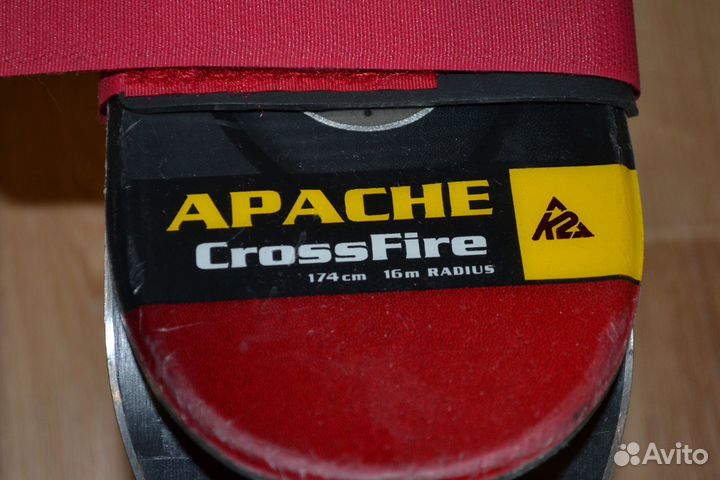 APACHE
CrossFire
174cm 16m RADIUS
K2
Avito